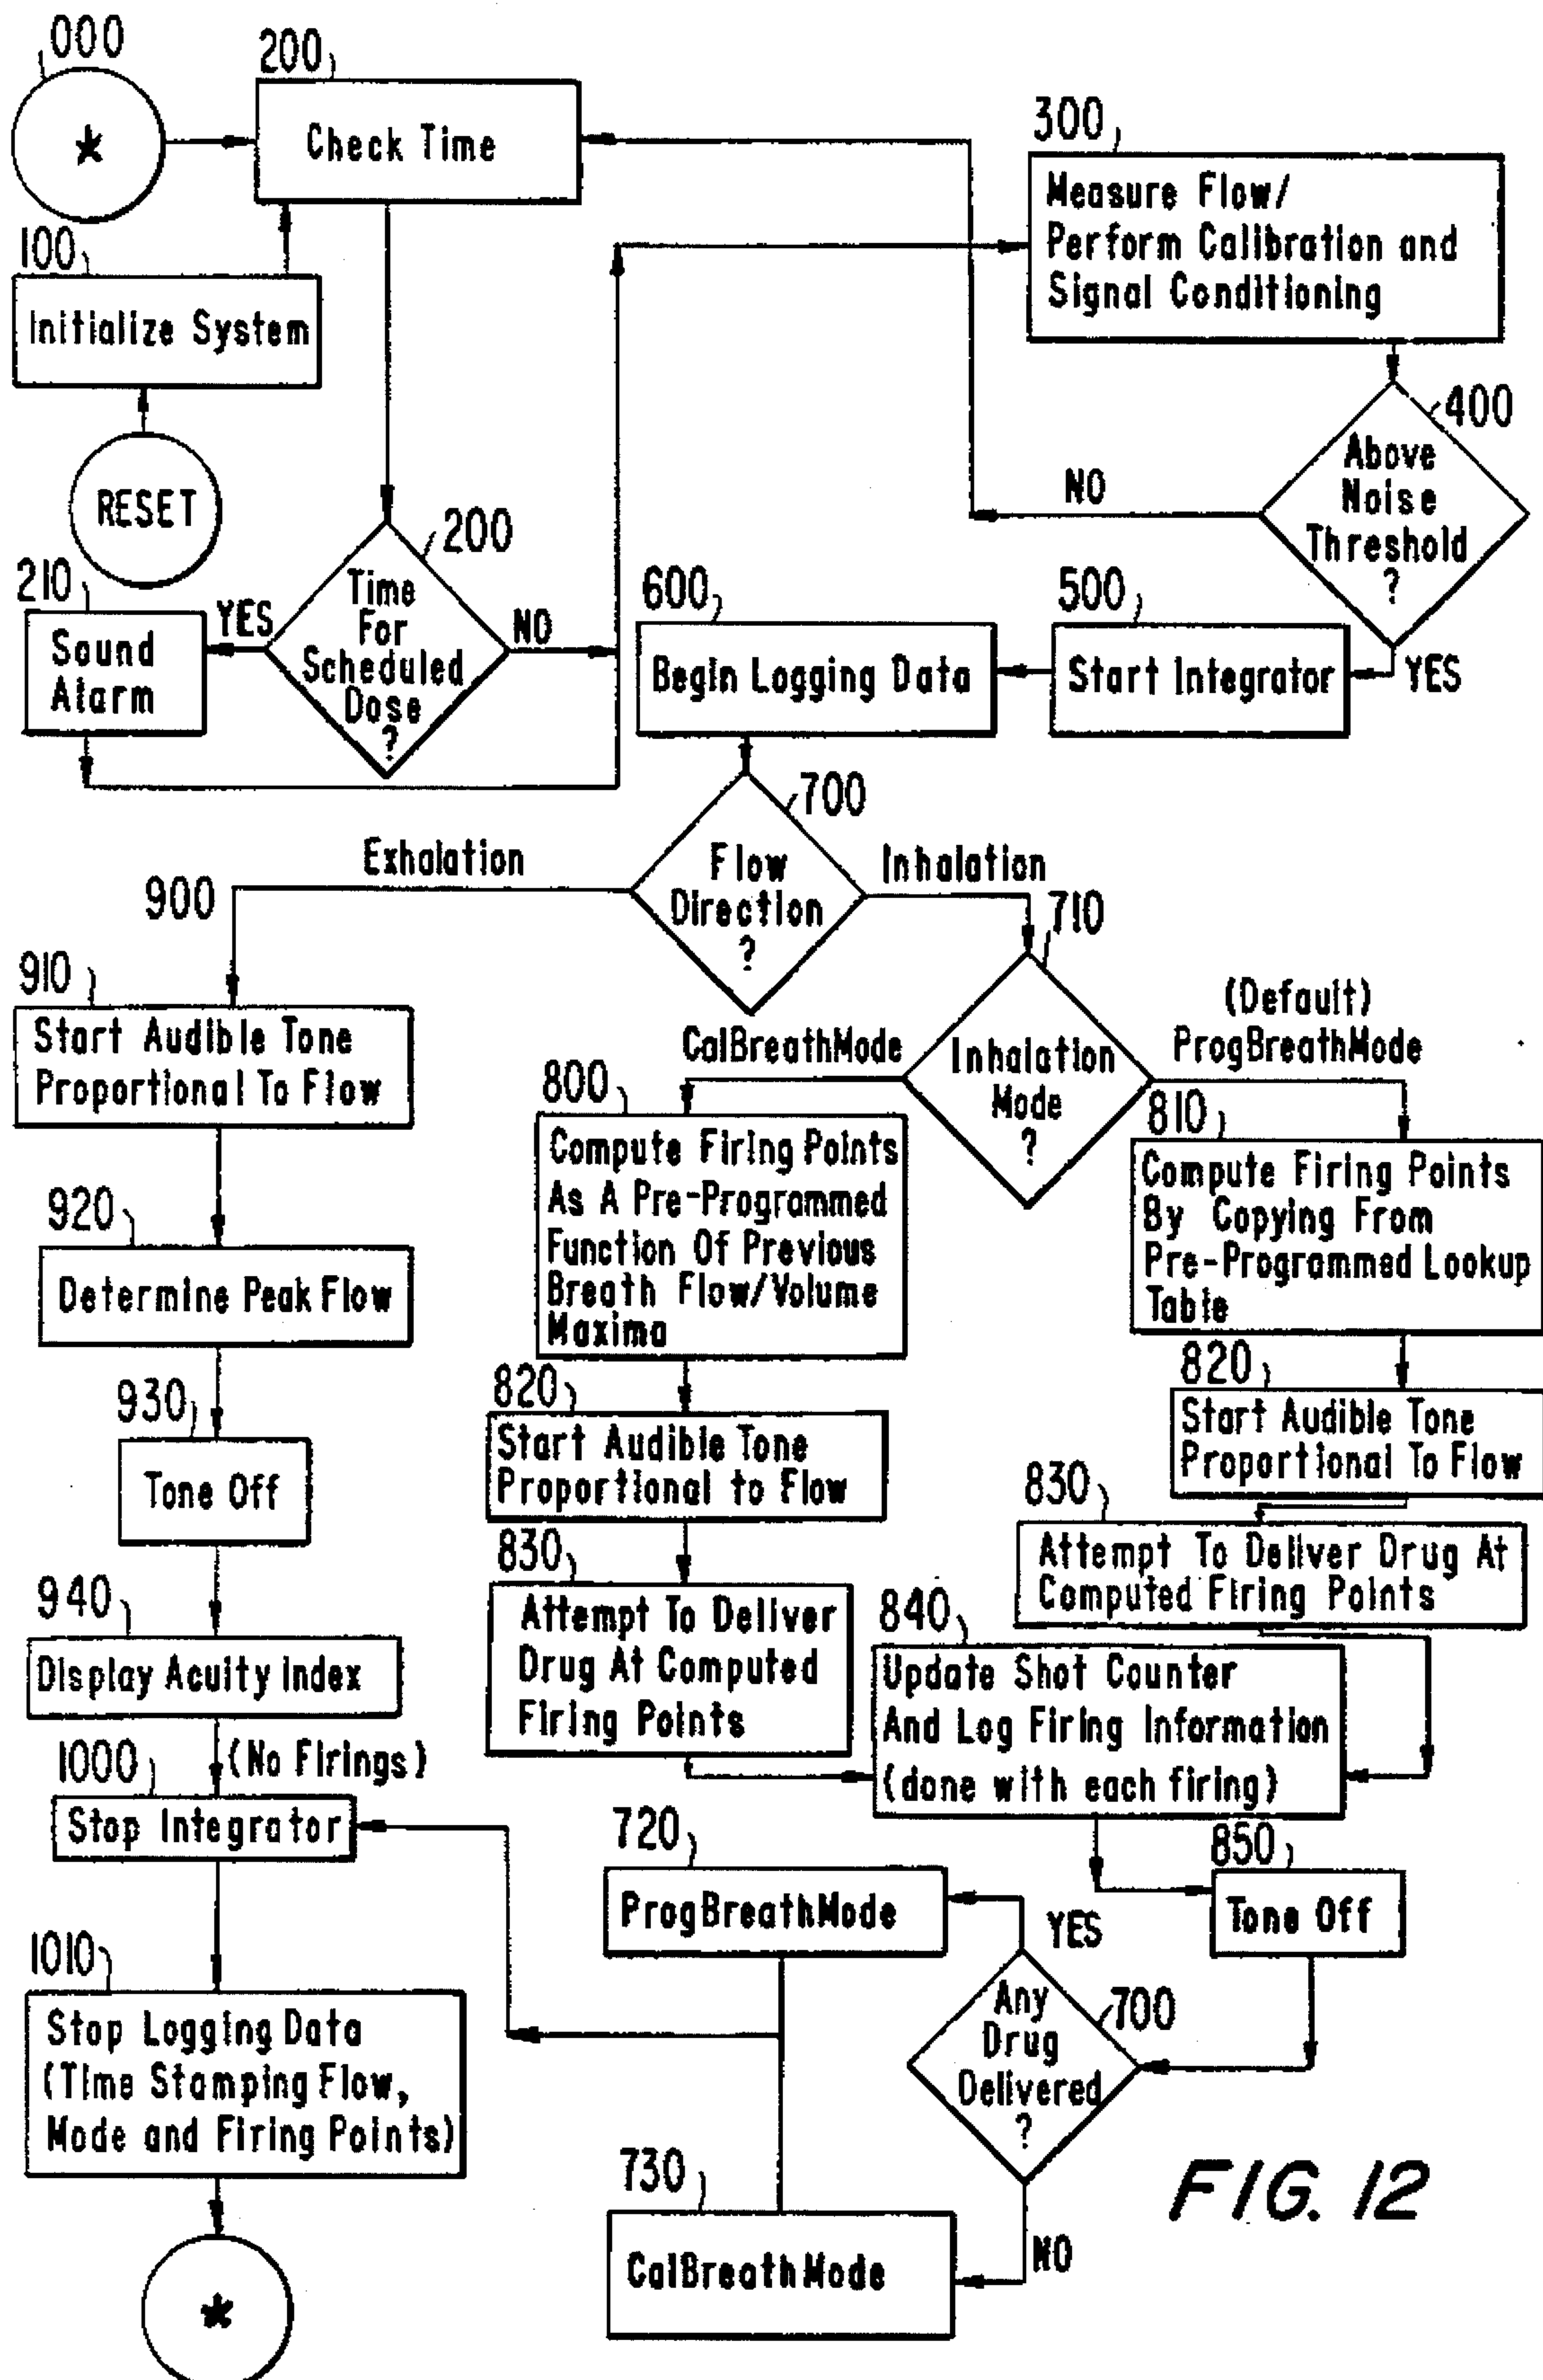 000
*
200
Check Time
300
Measure Flow/
Perform Calibration and
Signal Conditioning
100
Initialize System
RESET
400
Above
Noise
Threshold
?
NO
YES
200
Time
For
Scheduled
Dose
?
YES
NO
210
Sound
Alarm
500
Start Integrator
600
Begin Logging Data
700
Flow
Direction
?
Exhalation
Inhalation
900
710
Inhalation
Mode
?
CalBreathMode
(Default)
ProgBreathMode
910
Start Audible Tone
Proportional To Flow
920
Determine Peak Flow
930
Tone Off
940
Display Acuity Index
(No Firings)
800
Compute Firing Points
As A Pre-Programmed
Function Of Previous
Breath Flow/Volume
Maxima
820
Start Audible Tone
Proportional to Flow
830
Attempt To Deliver
Drug At Computed
Firing Points
810
Compute Firing Points
By Copying From
Pre-Programmed Lookup
Table
820
Start Audible Tone
Proportional To Flow
830
Attempt To Deliver Drug At
Computed Firing Points
840
Update Shot Counter
And Log Firing Information
(done with each firing)
850
Tone Off
700
Any
Drug
Delivered
?
YES
NO
720
ProgBreathMode
730
CalBreathMode
1000
Stop Integrator
1010
Stop Logging Data
(Time Stamping Flow,
Mode and Firing Points)
*
FIG. 12